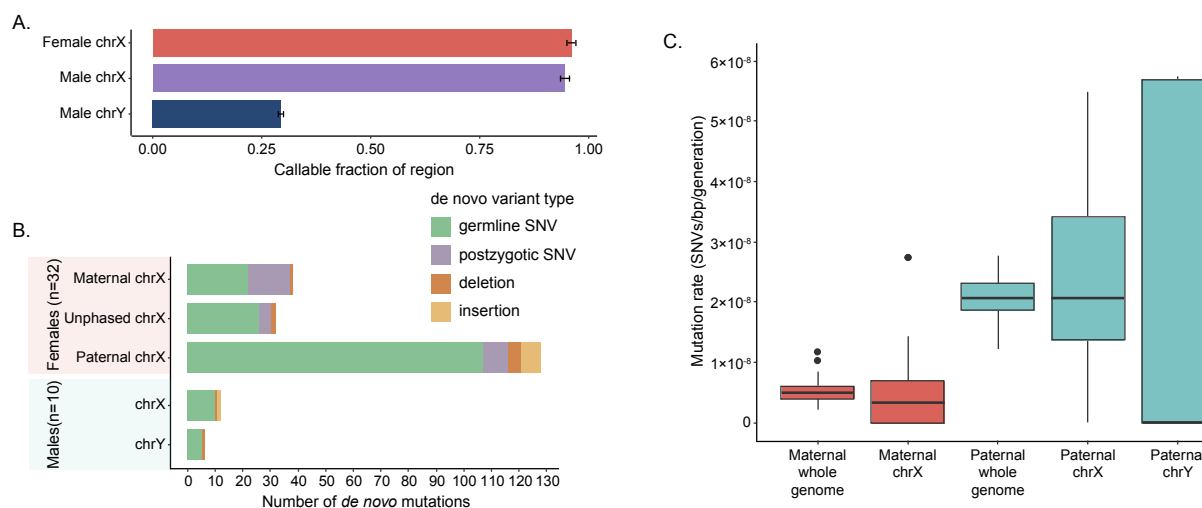 A.
Female chrX
Male chrX
Male chrY
0.00
0.25
0.50
0.75
1.00
Callable fraction of region
de novo variant type
germline SNV
postzygotic SNV
deletion
insertion
B.
Females (n=32)
Maternal chrX
Unphased chrX
Paternal chrX
Males(n=10)
chrX
chrY
0 10 20 30 40 50 60 70 80 90 100 110 120 130
Number of de novo mutations
C.
Mutation rate (SNVs/bp/generation)
6×10⁻⁸
5×10⁻⁸
4×10⁻⁸
3×10⁻⁸
2×10⁻⁸
1×10⁻⁸
0
Maternal
whole
genome
Maternal
chrX
Paternal
whole
genome
Paternal
chrX
Paterna
chrY